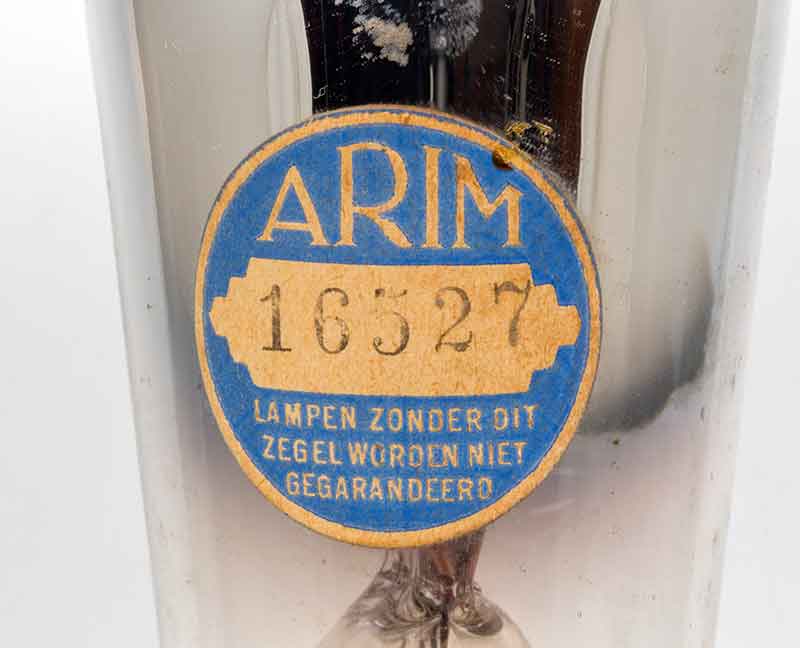 ARIM
16527
LAMPEN ZONDER DIT
ZEGEL WORDEN NIET
GEGARANDEERD